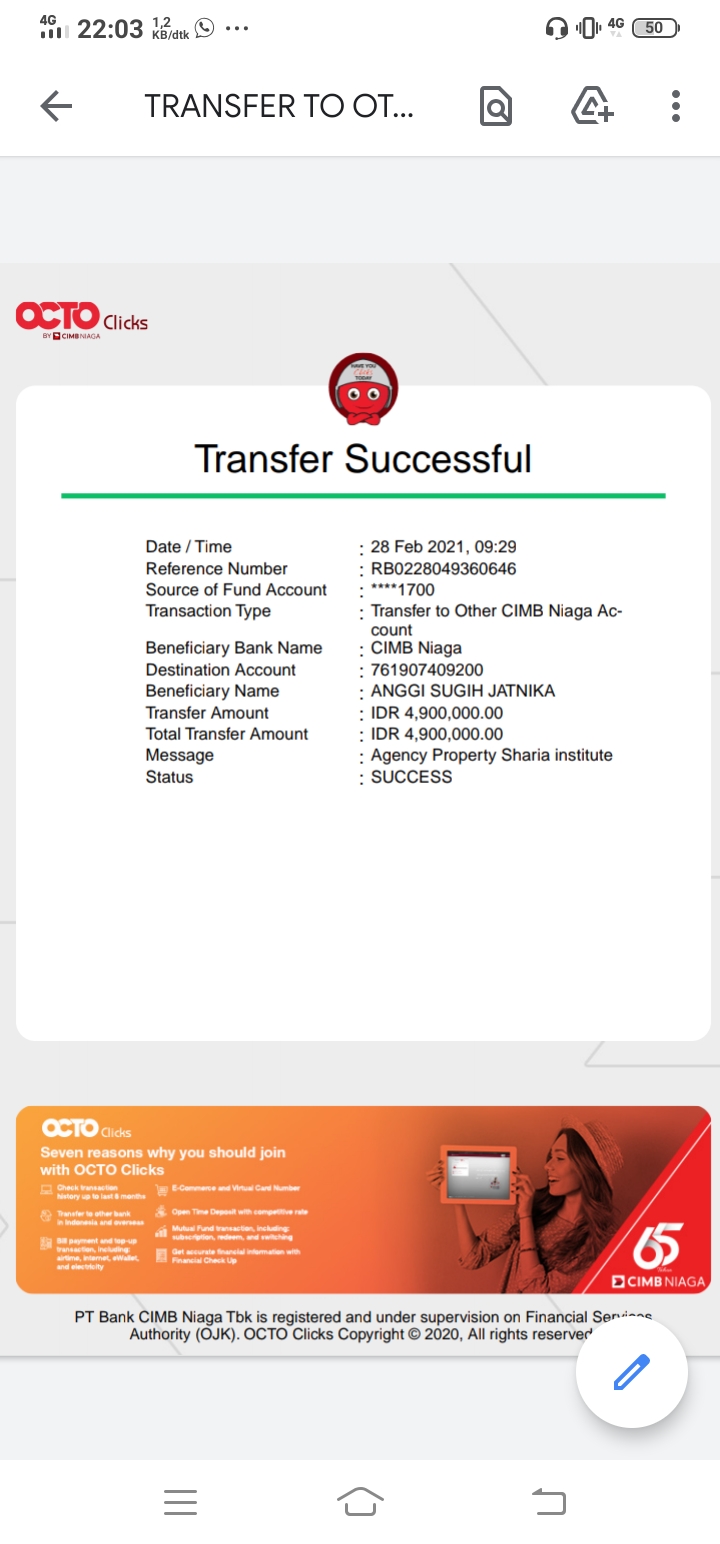 4G 22:03 1,2 KB/dtk 4G 50
TRANSFER TO OT...
OCTO Clicks
BY CIMB NIAGA
HAVE YOU
Clicks
TODAY
Transfer Successful
Date / Time : 28 Feb 2021, 09:29
Reference Number : RB0228049360646
Source of Fund Account : ****1700
Transaction Type : Transfer to Other CIMB Niaga Ac-
count
Beneficiary Bank Name : CIMB Niaga
Destination Account : 761907409200
Beneficiary Name : ANGGI SUGIH JATNIKA
Transfer Amount : IDR 4,900,000.00
Total Transfer Amount : IDR 4,900,000.00
Message : Agency Property Sharia institute
Status : SUCCESS
OCTO Clicks
Seven reasons why you should join
with OCTO Clicks
Check transaction
history up to last 6 months
Transfer to other bank
in Indonesia and overseas
Bill payment and top-up
transaction, including:
airtime, internet, eWallet,
and electricity
E-Commerce and Virtual Card Number
Open Time Deposit with competitive rate
Mutual Fund transaction, including:
subscription, redeem, and switching
Get accurate financial information with
Financial Check Up
65
Tahun
CIMB NIAGA
PT Bank CIMB Niaga Tbk is registered and under supervision on Financial Services
Authority (OJK). OCTO Clicks Copyright © 2020, All rights reserved